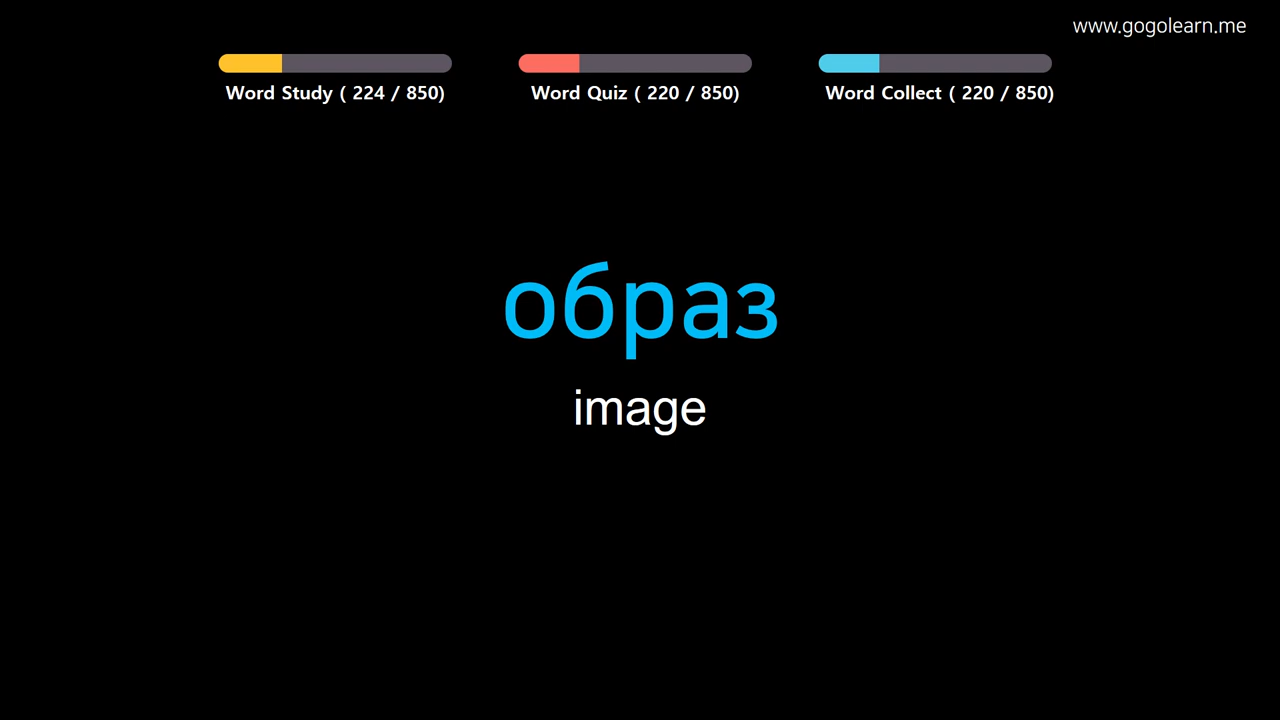 www.gogolearn.me
Word Study ( 224 / 850)
Word Quiz ( 220 / 850)
Word Collect ( 220 / 850)
образ
image